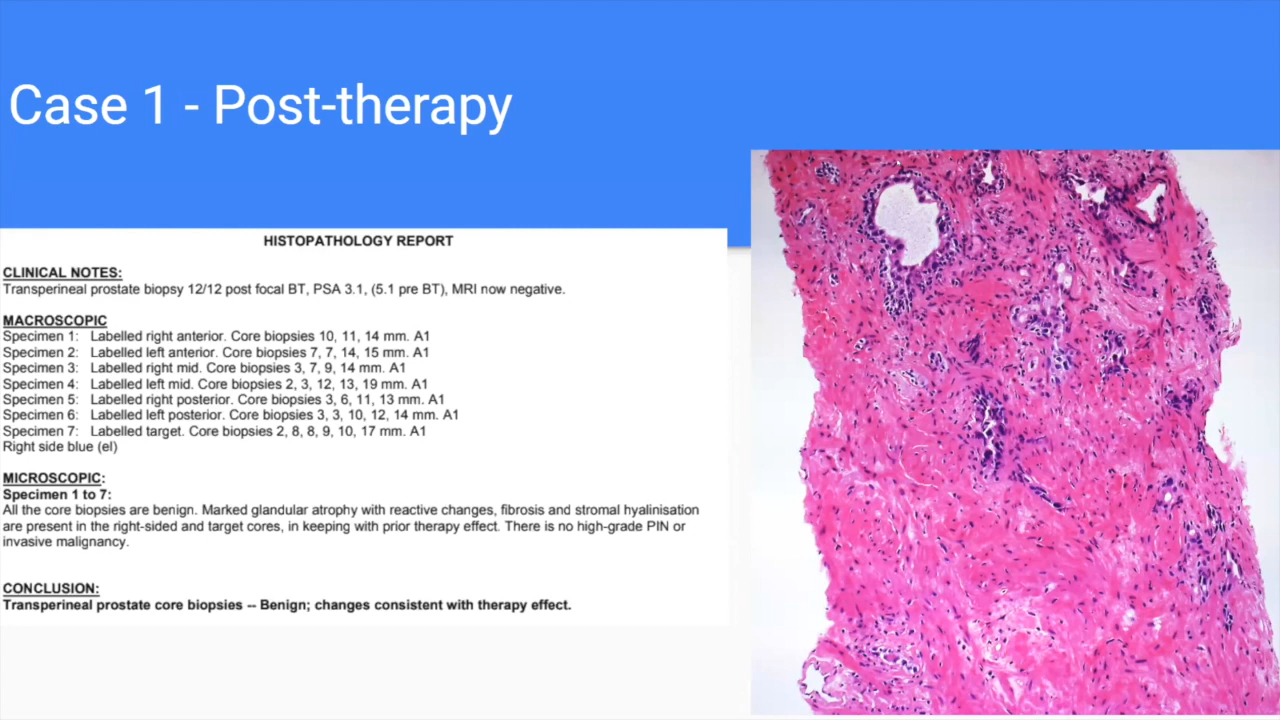 Case 1 - Post-therapy
HISTOPATHOLOGY REPORT
CLINICAL NOTES:
Transperineal prostate biopsy 12/12 post focal BT, PSA 3.1, (5.1 pre BT), MRI now negative.
MACROSCOPIC
Specimen 1: Labelled right anterior. Core biopsies 10, 11, 14 mm. A1
Specimen 2: Labelled left anterior. Core biopsies 7, 7, 14, 15 mm. A1
Specimen 3: Labelled right mid. Core biopsies 3, 7, 9, 14 mm. A1
Specimen 4: Labelled left mid. Core biopsies 2, 3, 12, 13, 19 mm. A1
Specimen 5: Labelled right posterior. Core biopsies 3, 6, 11, 13 mm. A1
Specimen 6: Labelled left posterior. Core biopsies 3, 3, 10, 12, 14 mm. A1
Specimen 7: Labelled target. Core biopsies 2, 8, 8, 9, 10, 17 mm. A1
Right side blue (el)
MICROSCOPIC:
Specimen 1 to 7:
All the core biopsies are benign. Marked glandular atrophy with reactive changes, fibrosis and stromal hyalinisation
are present in the right-sided and target cores, in keeping with prior therapy effect. There is no high-grade PIN or
invasive malignancy.
CONCLUSION:
Transperineal prostate core biopsies -- Benign; changes consistent with therapy effect.